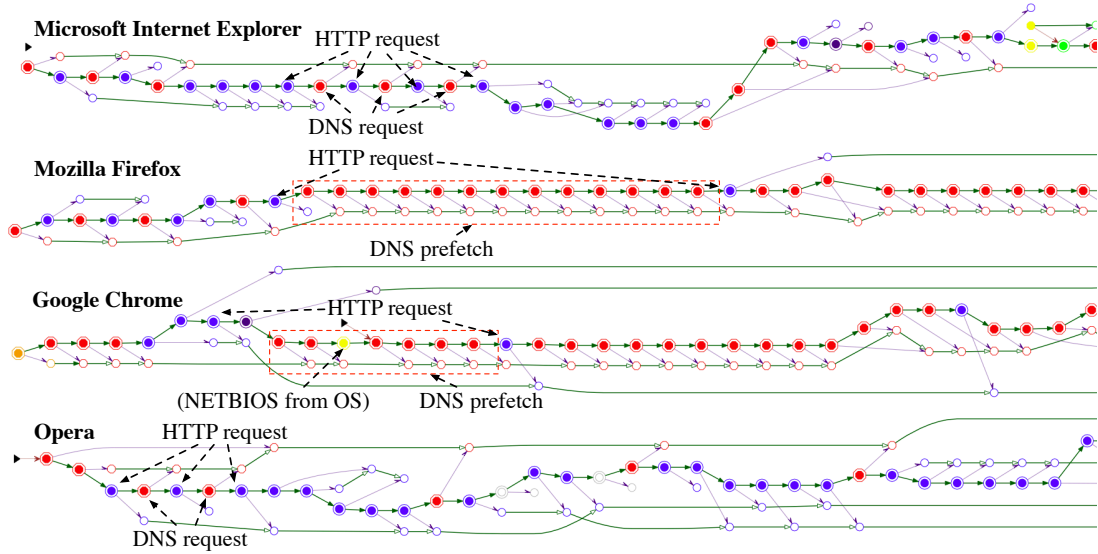 Microsoft Internet Explorer
HTTP request
DNS request
Mozilla Firefox
HTTP request
DNS prefetch
Google Chrome
HTTP request
(NETBIOS from OS)
DNS prefetch
Opera
HTTP request
DNS request